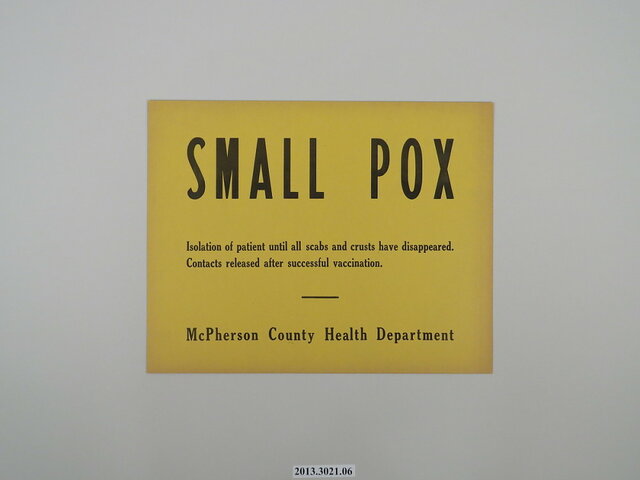 SMALL POX
Isolation of patient until all scabs and crusts have disappeared.
Contacts released after successful vaccination.
McPherson County Health Department
2013.3021.06